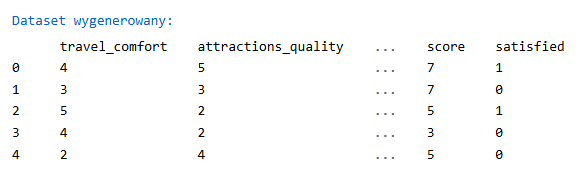 Dataset wygenerowany:
travel_comfort attractions_quality ... score satisfied
0 4 5 ... 7 1
1 3 3 ... 7 0
2 5 2 ... 5 1
3 4 2 ... 3 0
4 2 4 ... 5 0